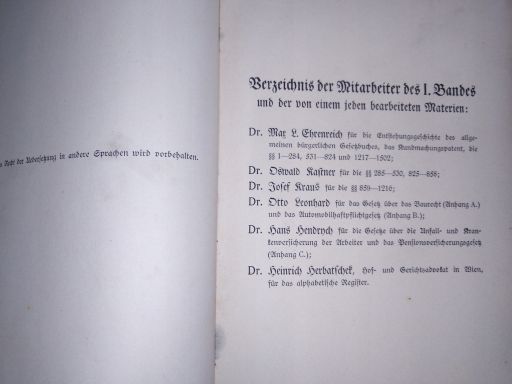 Recht der Uebersetzung in andere Sprachen wird vorbehalten.
Verzeichnis der Mitarbeiter des I. Bandes
und der von einem jeden bearbeiteten Materien:
Dr. Max L. Ehrenreich für die Entstehungsgeschichte des allge-
meinen bürgerlichen Gesetzbuches, das Kundmachungspatent, die
§§ 1—284, 531—824 und 1217—1502;
Dr. Oswald Kastner für die §§ 285—530, 825—858;
Dr. Josef Kraus für die §§ 859—1216;
Dr. Otto Leonhard für das Gesetz über das Baurecht (Anhang A.)
und das Automobilhaftpflichtgesetz (Anhang B.);
Dr. Hans Hendrych für die Gesetze über die Unfall- und Kran-
kenversicherung der Arbeiter und das Pensionsversicherungsgesetz
(Anhang C.);
Dr. Heinrich Herbatschek, Hof- und Gerichtsadvokat in Wien,
für das alphabetische Register.